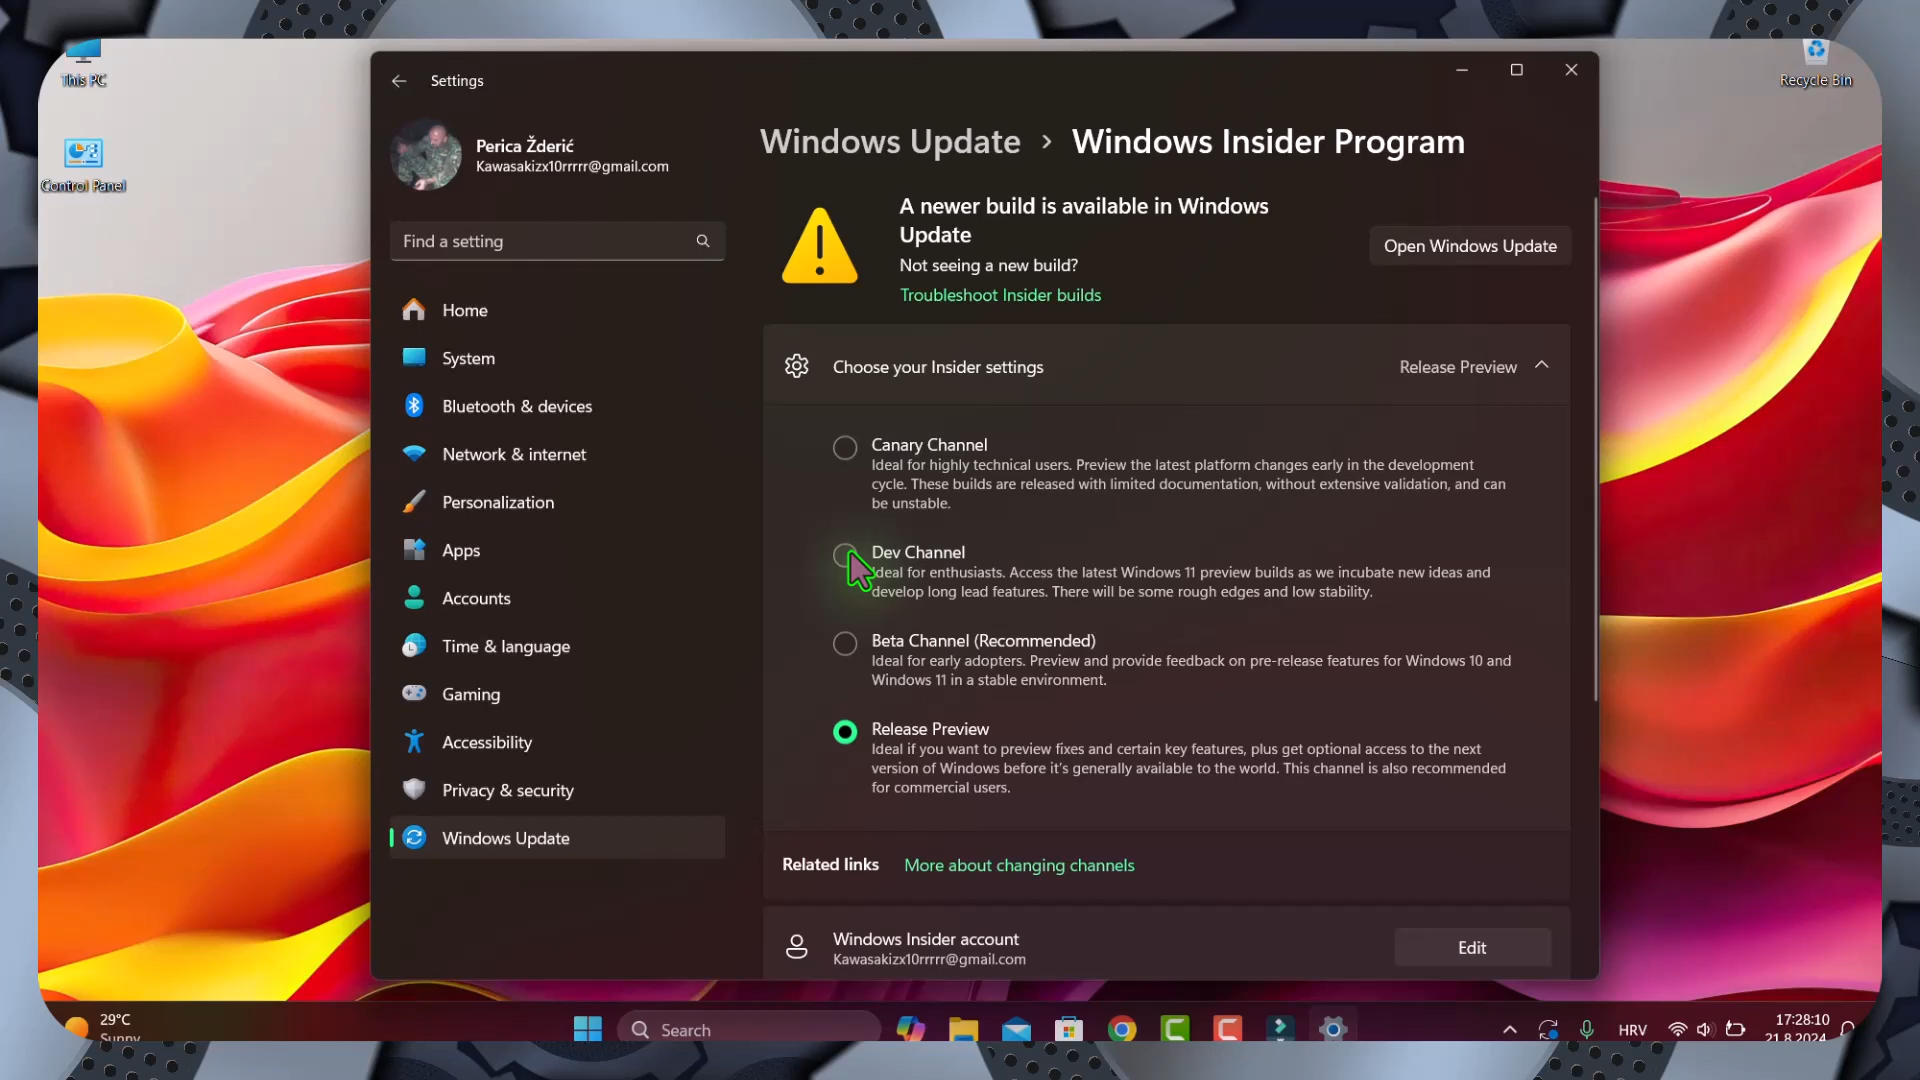 This PC
Control Panel
Recycle Bin
Settings
Perica Žderić
Kawasakizx10rrrrr@gmail.com
Find a setting
Home
System
Bluetooth & devices
Network & internet
Personalization
Apps
Accounts
Time & language
Gaming
Accessibility
Privacy & security
Windows Update
Windows Update › Windows Insider Program
A newer build is available in Windows
Update
Not seeing a new build?
Troubleshoot Insider builds
Open Windows Update
Choose your Insider settings
Release Preview
Canary Channel
Ideal for highly technical users. Preview the latest platform changes early in the development
cycle. These builds are released with limited documentation, without extensive validation, and can
be unstable.
Dev Channel
deal for enthusiasts. Access the latest Windows 11 preview builds as we incubate new ideas and
develop long lead features. There will be some rough edges and low stability.
Beta Channel (Recommended)
Ideal for early adopters. Preview and provide feedback on pre-release features for Windows 10 and
Windows 11 in a stable environment.
Release Preview
Ideal if you want to preview fixes and certain key features, plus get optional access to the next
version of Windows before it's generally available to the world. This channel is also recommended
for commercial users.
Related links
More about changing channels
Windows Insider account
Kawasakizx10rrrrr@gmail.com
Edit
29°C
Sunny
Search
HRV
17:28:10
21.8.2024